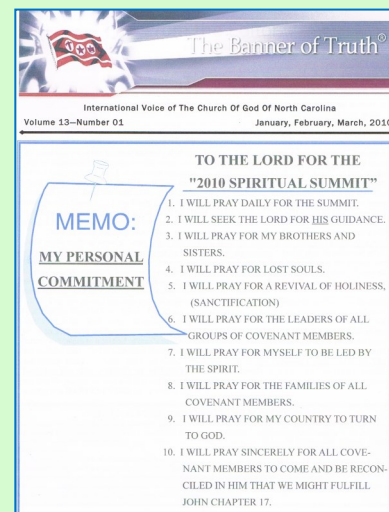 The Banner of Truth®
International Voice of The Church Of God Of North Carolina
Volume 13—Number 01 January, February, March, 2010
MEMO:
MY PERSONAL
COMMITMENT
TO THE LORD FOR THE
"2010 SPIRITUAL SUMMIT"
1. I WILL PRAY DAILY FOR THE SUMMIT.
2. I WILL SEEK THE LORD FOR HIS GUIDANCE.
3. I WILL PRAY FOR MY BROTHERS AND
SISTERS.
4. I WILL PRAY FOR LOST SOULS.
5. I WILL PRAY FOR A REVIVAL OF HOLINESS,
(SANCTIFICATION)
6. I WILL PRAY FOR THE LEADERS OF ALL
GROUPS OF COVENANT MEMBERS.
7. I WILL PRAY FOR MYSELF TO BE LED BY
THE SPIRIT.
8. I WILL PRAY FOR THE FAMILIES OF ALL
COVENANT MEMBERS.
9. I WILL PRAY FOR MY COUNTRY TO TURN
TO GOD.
10. I WILL PRAY SINCERELY FOR ALL COVE-
NANT MEMBERS TO COME AND BE RECON-
CILED IN HIM THAT WE MIGHT FULFILL
JOHN CHAPTER 17.